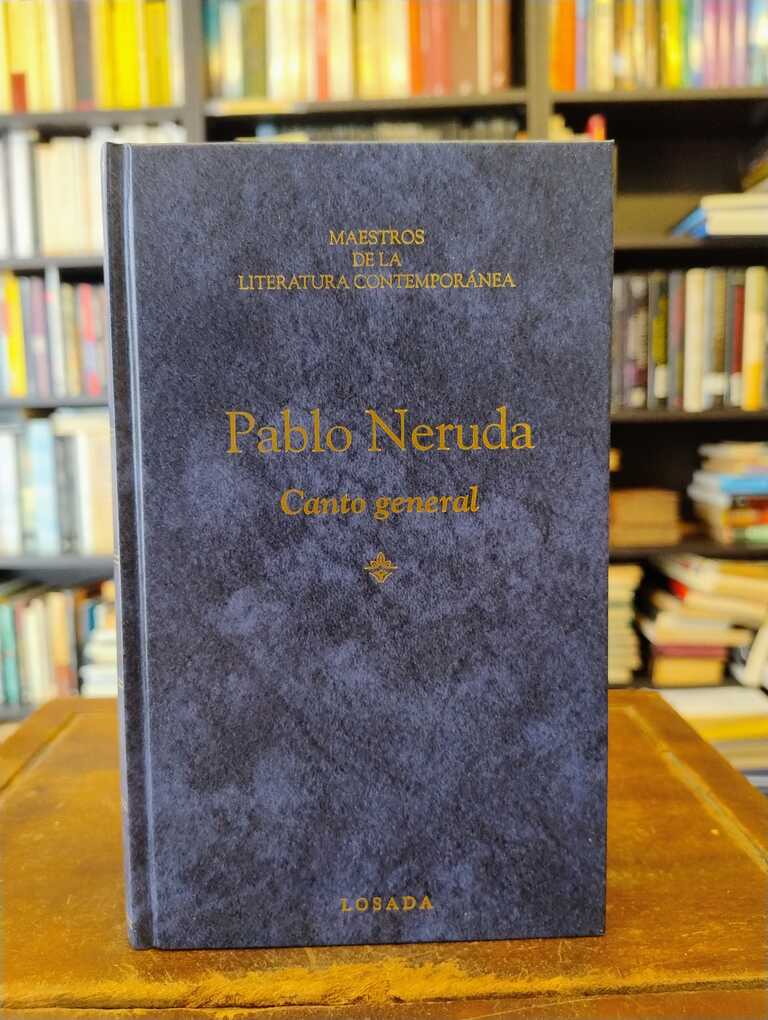 MAESTROS
DE LA
LITERATURA CONTEMPORÁNEA
Pablo Neruda
Canto general
LOSADA